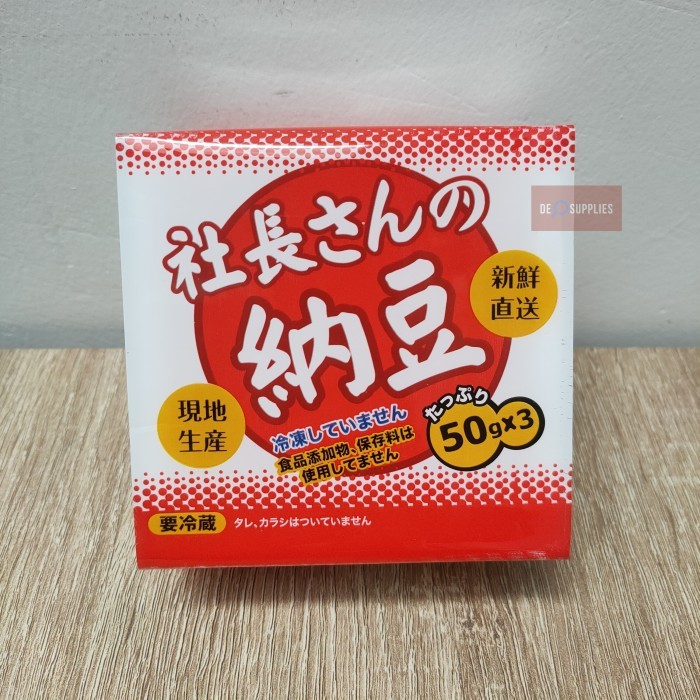 DE SUPPLIES
社長さんの
納豆
新鮮
直送
現地
生産
冷凍していません
食品添加物、保存料は
使用してません
たっぷり
50g×3
要冷蔵 タレ、カラシはついていません